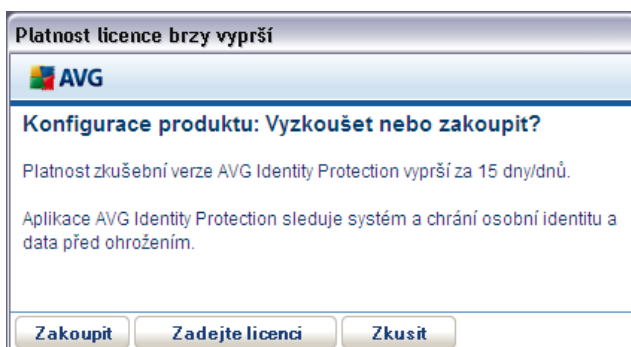 Platnost licence brzy vyprší
AVG
Konfigurace produktu: Vyzkoušet nebo zakoupit?
Platnost zkušební verze AVG Identity Protection vyprší za 15 dny/dnů.
Aplikace AVG Identity Protection sleduje systém a chrání osobní identitu a
data před ohrožením.
Zakoupit Zadejte licenci Zkusit